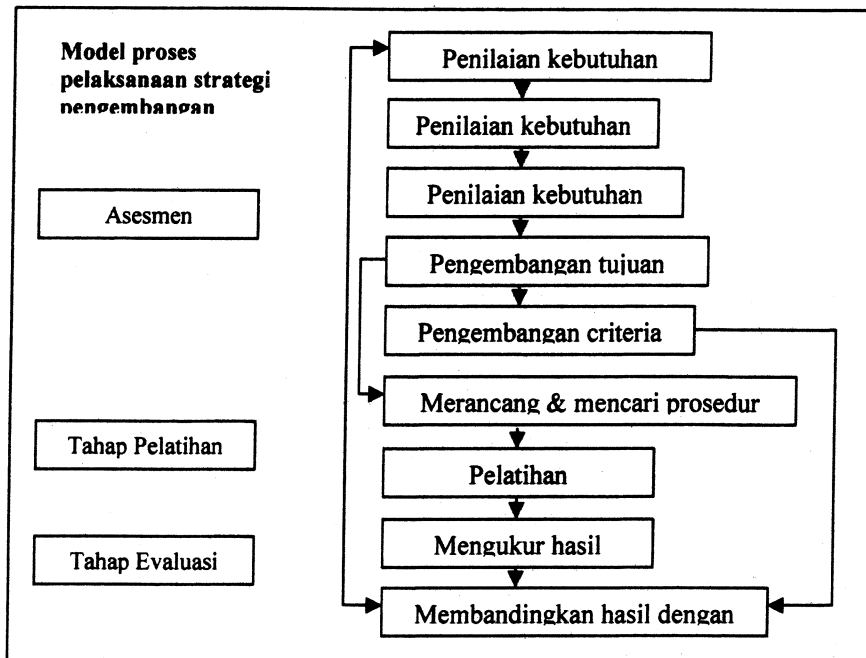 Model proses
pelaksanaan strategi
pengembangan
Penilaian kebutuhan
Penilaian kebutuhan
Penilaian kebutuhan
Asesmen
Pengembangan tujuan
Pengembangan criteria
Merancang & mencari prosedur
Tahap Pelatihan
Pelatihan
Mengukur hasil
Tahap Evaluasi
Membandingkan hasil dengan